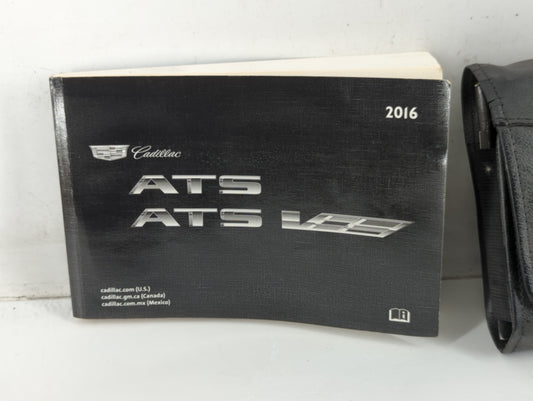 2016
Cadillac
ATS
ATS V
cadillac.com (U.S.)
cadillac.gm.ca (Canada)
cadillac.com.mx (Mexico)